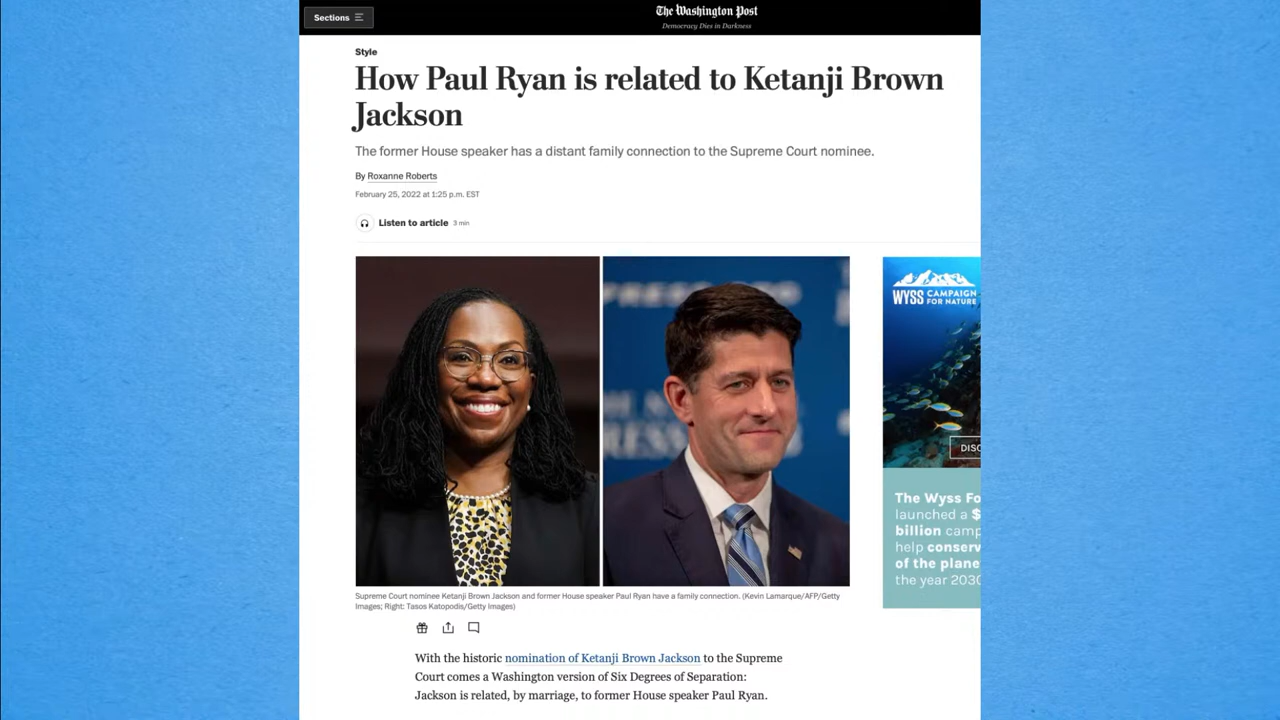 Sections
The Washington Post
Democracy Dies in Darkness
Style
How Paul Ryan is related to Ketanji Brown
Jackson
The former House speaker has a distant family connection to the Supreme Court nominee.
By Roxanne Roberts
February 25, 2022 at 1:25 p.m. EST
Listen to article 3 min
WYSS CAMPAIGN
FOR NATURE
DISC
The Wyss Fo
launched a $
billion camp
help conserv
of the plane
the year 2030
Supreme Court nominee Ketanji Brown Jackson and former House speaker Paul Ryan have a family connection. (Kevin Lamarque/AFP/Getty
Images; Right: Tasos Katopodis/Getty Images)
With the historic nomination of Ketanji Brown Jackson to the Supreme
Court comes a Washington version of Six Degrees of Separation:
Jackson is related, by marriage, to former House speaker Paul Ryan.